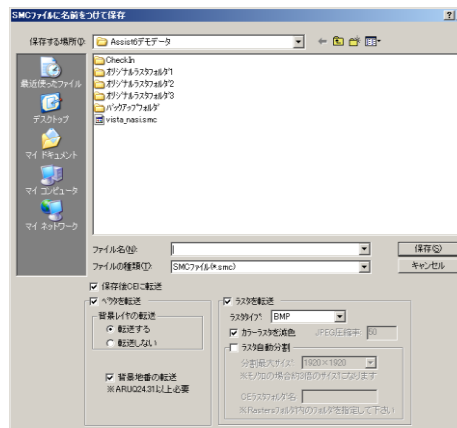 SMCﾌｧｲﾙに名前をつけて保存
保存する場所(I):
Assist6デモデータ
CheckIn
ｵﾘｼﾞﾅﾙﾗｽﾀﾌｫﾙﾀﾞ1
ｵﾘｼﾞﾅﾙﾗｽﾀﾌｫﾙﾀﾞ2
ｵﾘｼﾞﾅﾙﾗｽﾀﾌｫﾙﾀﾞ3
ﾊﾞｯｸｱｯﾌﾟﾌｫﾙﾀﾞ
vista_nasi.smc
最近使ったファイル
デスクトップ
マイ ドキュメント
マイ コンピュータ
マイ ネットワーク
ファイル名(N):
保存(S)
ファイルの種類(T):
SMCﾌｧｲﾙ(*.smc)
キャンセル
保存後CEに転送
ﾍﾞｸﾀを転送
背景ﾚｲﾔの転送
転送する
転送しない
背景地番の転送
※ARUQ24.31以上必要
ﾗｽﾀを転送
ﾗｽﾀﾀｲﾌﾟ
BMP
カラーﾗｽﾀを減色
JPEG圧縮率
60
ﾗｽﾀ自動分割
分割最大ｻｲｽﾞ
1920×1920
※ﾓﾉｸﾛの場合約3倍のｻｲｽﾞになります
CEﾗｽﾀﾌｫﾙﾀﾞ名
※Rastersﾌｫﾙﾀﾞ内のﾌｫﾙﾀﾞを指定して下さい